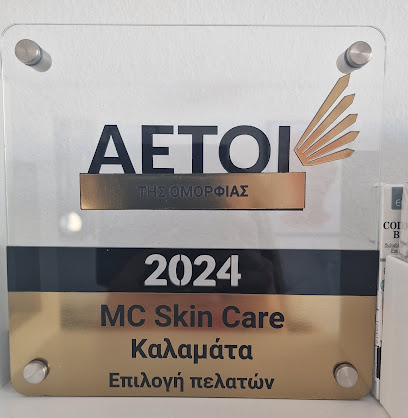 ΑΕΤΟΙ
ΤΗΣ ΟΜΟΡΦΙΑΣ
2024
MC Skin Care
Καλαμάτα
Επιλογή πελατών